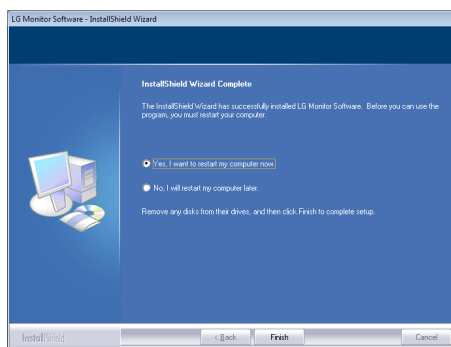 LG Monitor Software - InstallShield Wizard
InstallShield Wizard Complete
The InstallShield Wizard has successfully installed LG Monitor Software. Before you can use the
program, you must restart your computer.
Yes, I want to restart my computer now.
No, I will restart my computer later.
Remove any disks from their drives, and then click Finish to complete setup.
InstallShield
< Back
Finish
Cancel